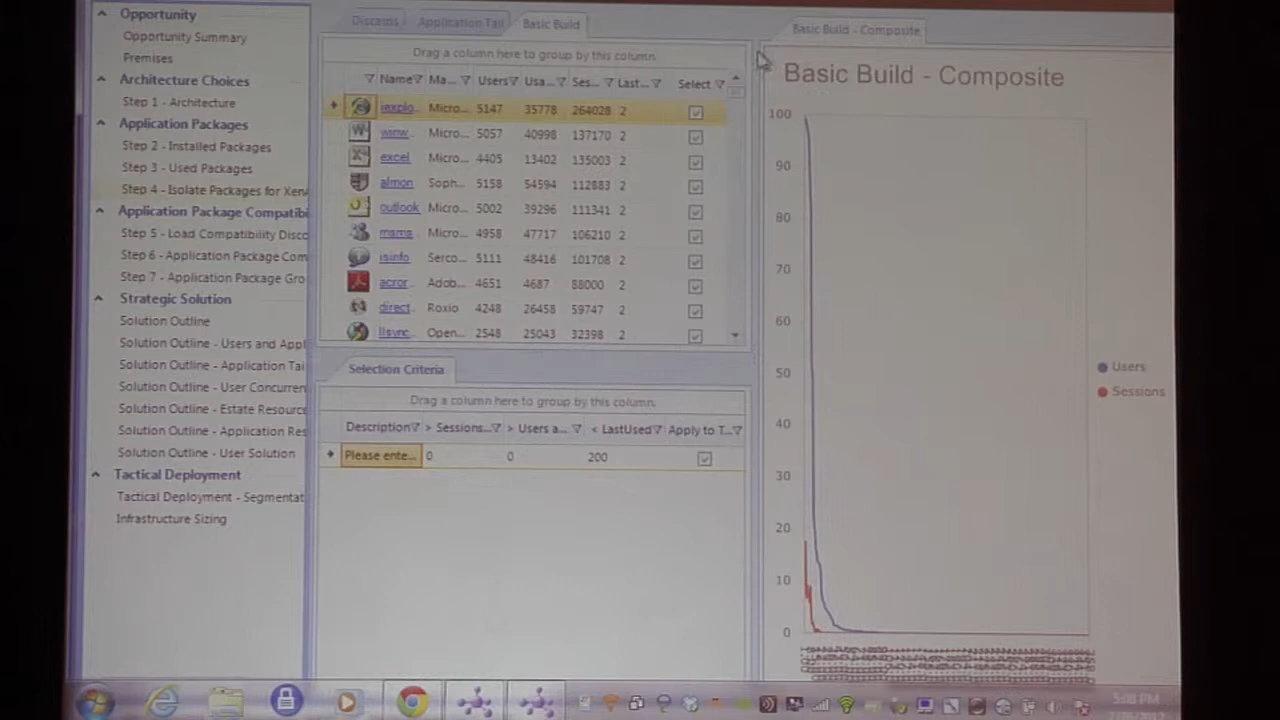 Opportunity
Opportunity Summary
Premises
Architecture Choices
Step 1 - Architecture
Application Packages
Step 2 - Installed Packages
Step 3 - Used Packages
Step 4 - Isolate Packages for XenA
Application Package Compatibi
Step 5 - Load Compatibility Disco
Step 6 - Application Package Com
Step 7 - Application Package Gro
Strategic Solution
Solution Outline
Solution Outline - Users and Appl
Solution Outline - Application Tai
Solution Outline - User Concurren
Solution Outline - Estate Resourc
Solution Outline - Application Res
Solution Outline - User Solution
Tactical Deployment
Tactical Deployment - Segmentat
Infrastructure Sizing
Discards Application Tail Basic Build
Drag a column here to group by this column.
Name Ma... Users Usa... Ses... Last... Select
iexplo... Micro... 5147 35778 264028 2
winw... Micro... 5057 40998 137170 2
excel Micro... 4405 13402 135003 2
almon Soph... 5158 54594 112883 2
outlook Micro... 5002 39296 111341 2
msms... Micro... 4958 47717 106210 2
isinfo Serco... 5111 48416 101708 2
acror... Adob... 4651 4687 88000 2
direct... Roxio 4248 26458 59747 2
llsync... Open... 2548 25043 32398 2
Selection Criteria
Drag a column here to group by this column.
Description > Sessions... > Users a... < LastUsed Apply to T...
Please ente... 0 0 200
Basic Build - Composite
Basic Build - Composite
100
90
80
70
60
50
40
30
20
10
0
Users
Sessions
5:08 PM